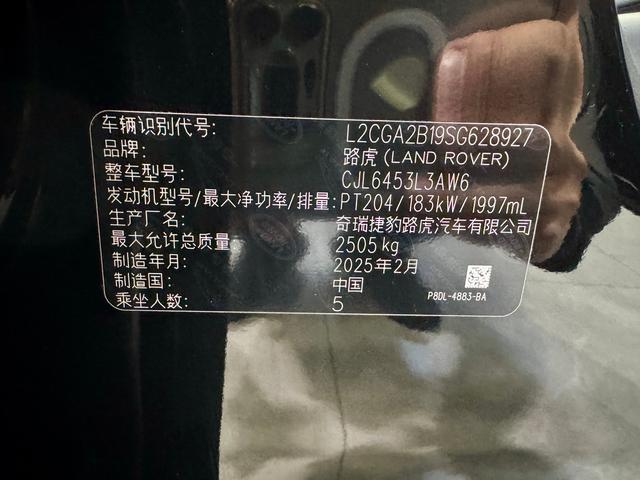 车辆识别代号: L2CGA2B19SG628927
品牌: 路虎(LAND ROVER)
整车型号: CJL6453L3AW6
发动机型号/最大净功率/排量: PT204/183kW/1997mL
生产厂名: 奇瑞捷豹路虎汽车有限公司
最大允许总质量 2505kg
制造年月: 2025年2月
制造国: 中国
乘坐人数: 5
P8DL-4883-BA